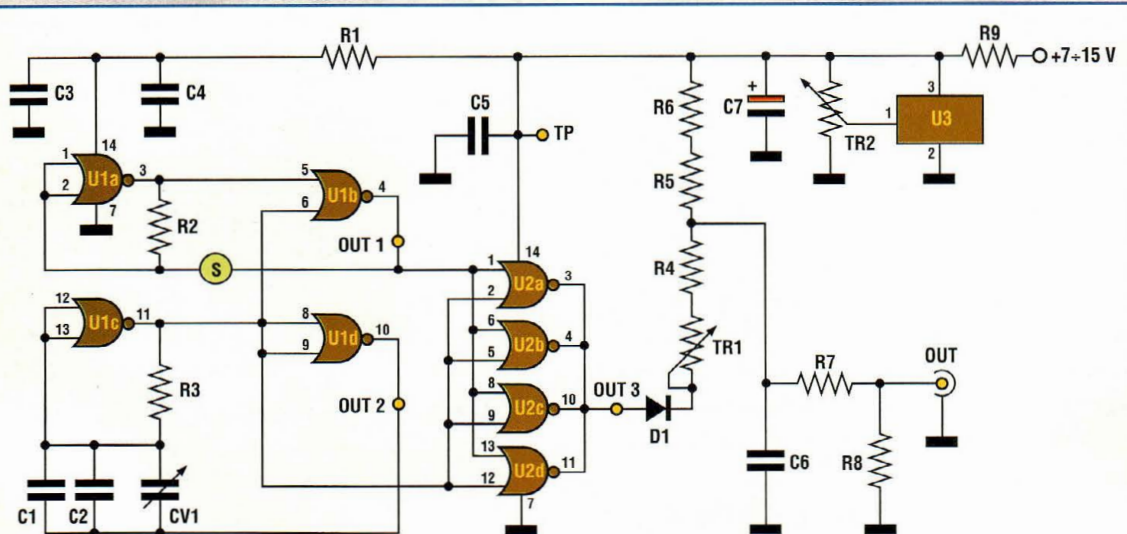 R1
R9
+7÷15 V
C3
C4
C5
TP
R6
C7
+
TR2
1
3
U3
2
1
2
14
U1a
3
7
R2
5
6
U1b
4
R5
OUT 1
S
R4
1
2
14
U2a
3
12
13
U1c
11
8
9
U1d
10
6
5
U2b
4
TR1
R3
OUT 2
8
9
U2c
10
OUT 3
D1
R7
OUT
13
12
U2d
11
7
C6
R8
C1
C2
CV1